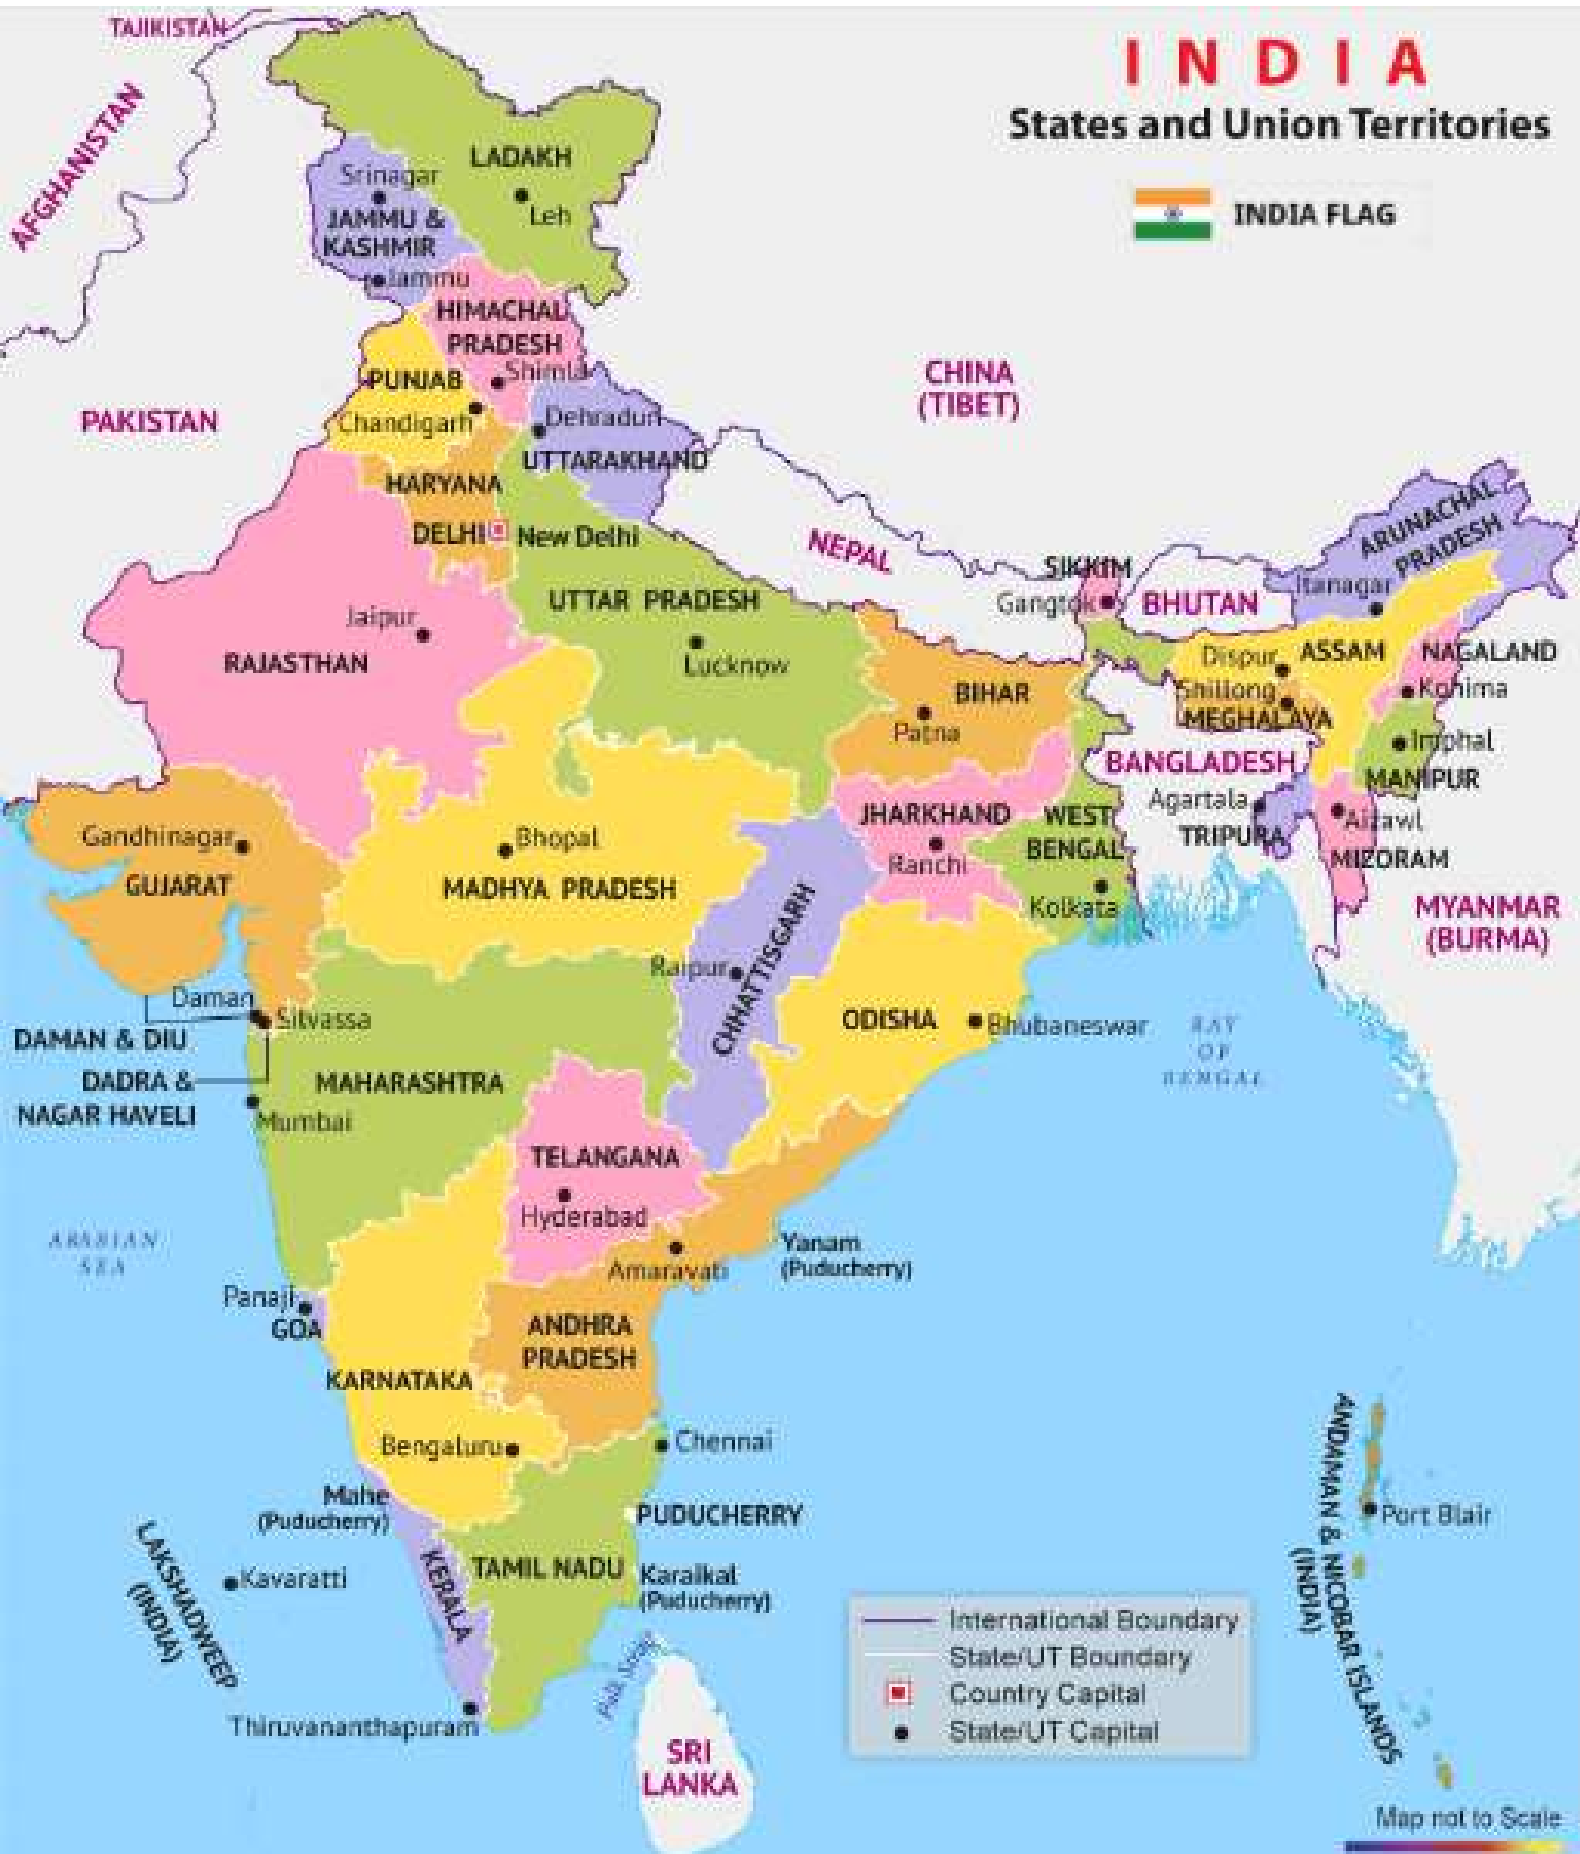 TAJIKISTAN
AFGHANISTAN
PAKISTAN
I N D I A
States and Union Territories
INDIA FLAG
LADAKH
Leh
Srinagar
JAMMU &
KASHMIR
Jammu
HIMACHAL
PRADESH
Shimla
PUNJAB
Chandigarh
Dehradun
UTTARAKHAND
HARYANA
DELHI
New Delhi
CHINA
(TIBET)
NEPAL
SIKKIM
Gangtok
BHUTAN
ARUNACHAL
PRADESH
Itanagar
UTTAR PRADESH
Lucknow
Jaipur
RAJASTHAN
BIHAR
Patna
Dispur
ASSAM
NAGALAND
Kohima
Shillong
MEGHALAYA
Imphal
MANIPUR
BANGLADESH
Agartala
TRIPURA
Aizawl
MIZORAM
MYANMAR
(BURMA)
JHARKHAND
Ranchi
WEST
BENGAL
Kolkata
Gandhinagar
GUJARAT
Bhopal
MADHYA PRADESH
CHHATTISGARH
Raipur
ODISHA
Bhubaneswar
BAY
OF
BENGAL
Daman
Silvassa
DAMAN & DIU
DADRA &
NAGAR HAVELI
MAHARASHTRA
Mumbai
TELANGANA
Hyderabad
Amaravati
Yanam
(Puducherry)
ARABIAN
SEA
Panaji
GOA
ANDHRA
PRADESH
KARNATAKA
Bengaluru
Chennai
Mahe
(Puducherry)
PUDUCHERRY
KERALA
TAMIL NADU
Karaikal
(Puducherry)
LAKSHADWEEP
(INDIA)
Kavaratti
Thiruvananthapuram
SRI
LANKA
ANDAMAN & NICOBAR ISLANDS
(INDIA)
Port Blair
International Boundary
State/UT Boundary
Country Capital
State/UT Capital
Map not to Scale